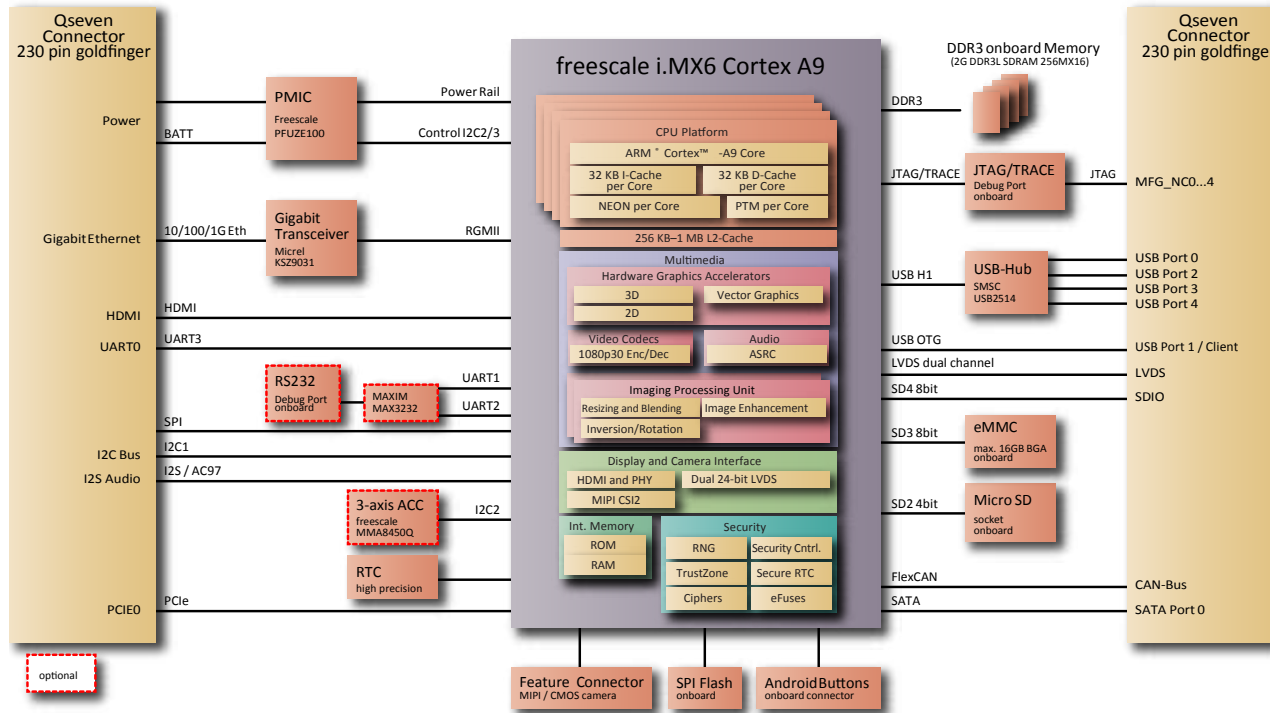 Qseven
Connector
230 pin goldfinger
Power
BATT
Gigabit Ethernet
10/100/1G Eth
HDMI
HDMI
UART0
UART3
SPI
I2C Bus
I2C1
I2S Audio
I2S / AC97
PCIE0
PCIe
optional
PMIC
Freescale
PFUZE100
Power Rail
Control I2C2/3
Gigabit
Transceiver
Micrel
KSZ9031
RGMII
RS232
Debug Port
onboard
MAXIM
MAX3232
UART1
UART2
3-axis ACC
freescale
MMA8450Q
I2C2
RTC
high precision
freescale i.MX6 Cortex A9
CPU Platform
ARM ® Cortex™ -A9 Core
32 KB I-Cache
per Core
32 KB D-Cache
per Core
NEON per Core
PTM per Core
256 KB–1 MB L2-Cache
Multimedia
Hardware Graphics Accelerators
3D
Vector Graphics
2D
Video Codecs
1080p30 Enc/Dec
Audio
ASRC
Imaging Processing Unit
Resizing and Blending
Image Enhancement
Inversion/Rotation
Display and Camera Interface
HDMI and PHY
Dual 24-bit LVDS
MIPI CSI2
Int. Memory
ROM
RAM
Security
RNG
Security Cntrl.
TrustZone
Secure RTC
Ciphers
eFuses
Feature Connector
MIPI / CMOS camera
SPI Flash
onboard
Android Buttons
onboard connector
DDR3
DDR3 onboard Memory
(2G DDR3L SDRAM 256MX16)
JTAG/TRACE
JTAG/TRACE
Debug Port
onboard
JTAG
USB H1
USB-Hub
SMSC
USB2514
USB OTG
LVDS dual channel
SD4 8bit
SD3 8bit
eMMC
max. 16GB BGA
onboard
SD2 4bit
Micro SD
socket
onboard
FlexCAN
SATA
Qseven
Connector
230 pin goldfinge
MFG_NC0...4
USB Port 0
USB Port 2
USB Port 3
USB Port 4
USB Port 1 / Client
LVDS
SDIO
CAN-Bus
SATA Port 0